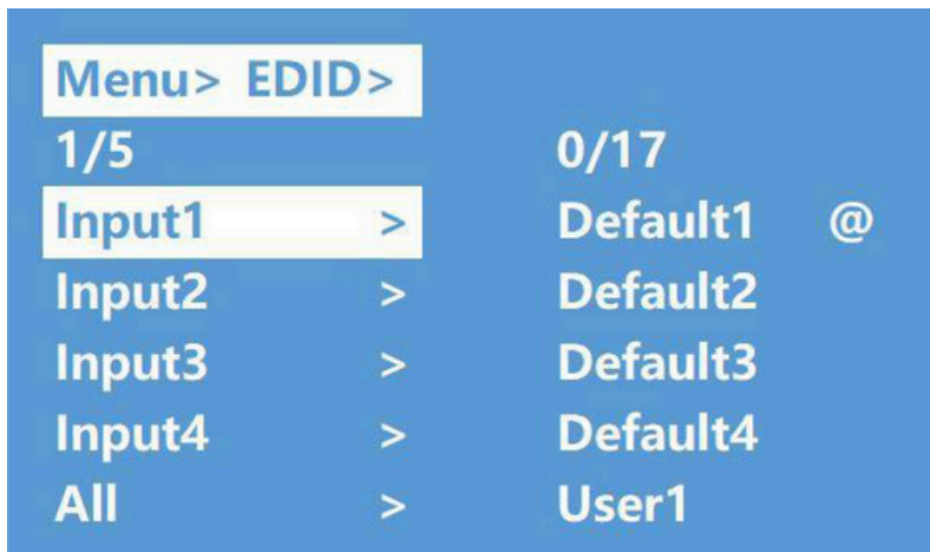 Menu> EDID>
1/5 0/17
Input1 > Default1 @
Input2 > Default2
Input3 > Default3
Input4 > Default4
All > User1